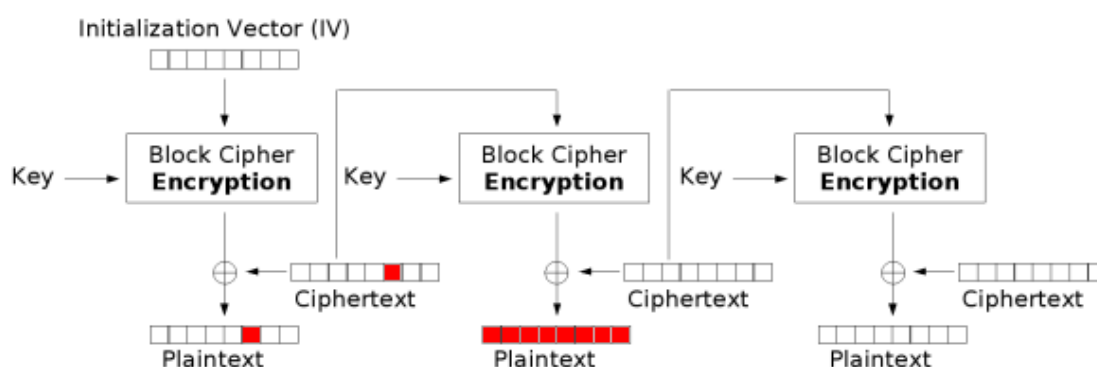 Initialization Vector (IV)
Key
Block Cipher
Encryption
Key
Block Cipher
Encryption
Key
Block Cipher
Encryption
Ciphertext
Ciphertext
Ciphertext
Plaintext
Plaintext
Plaintext